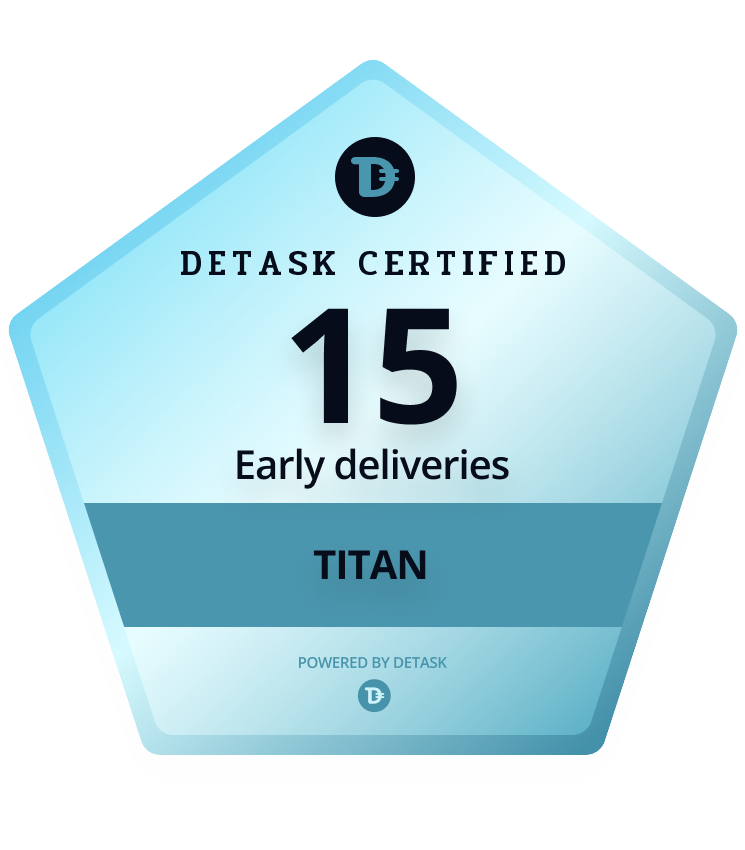 DETASK CERTIFIED
15
Early deliveries
TITAN
POWERED BY DETASK